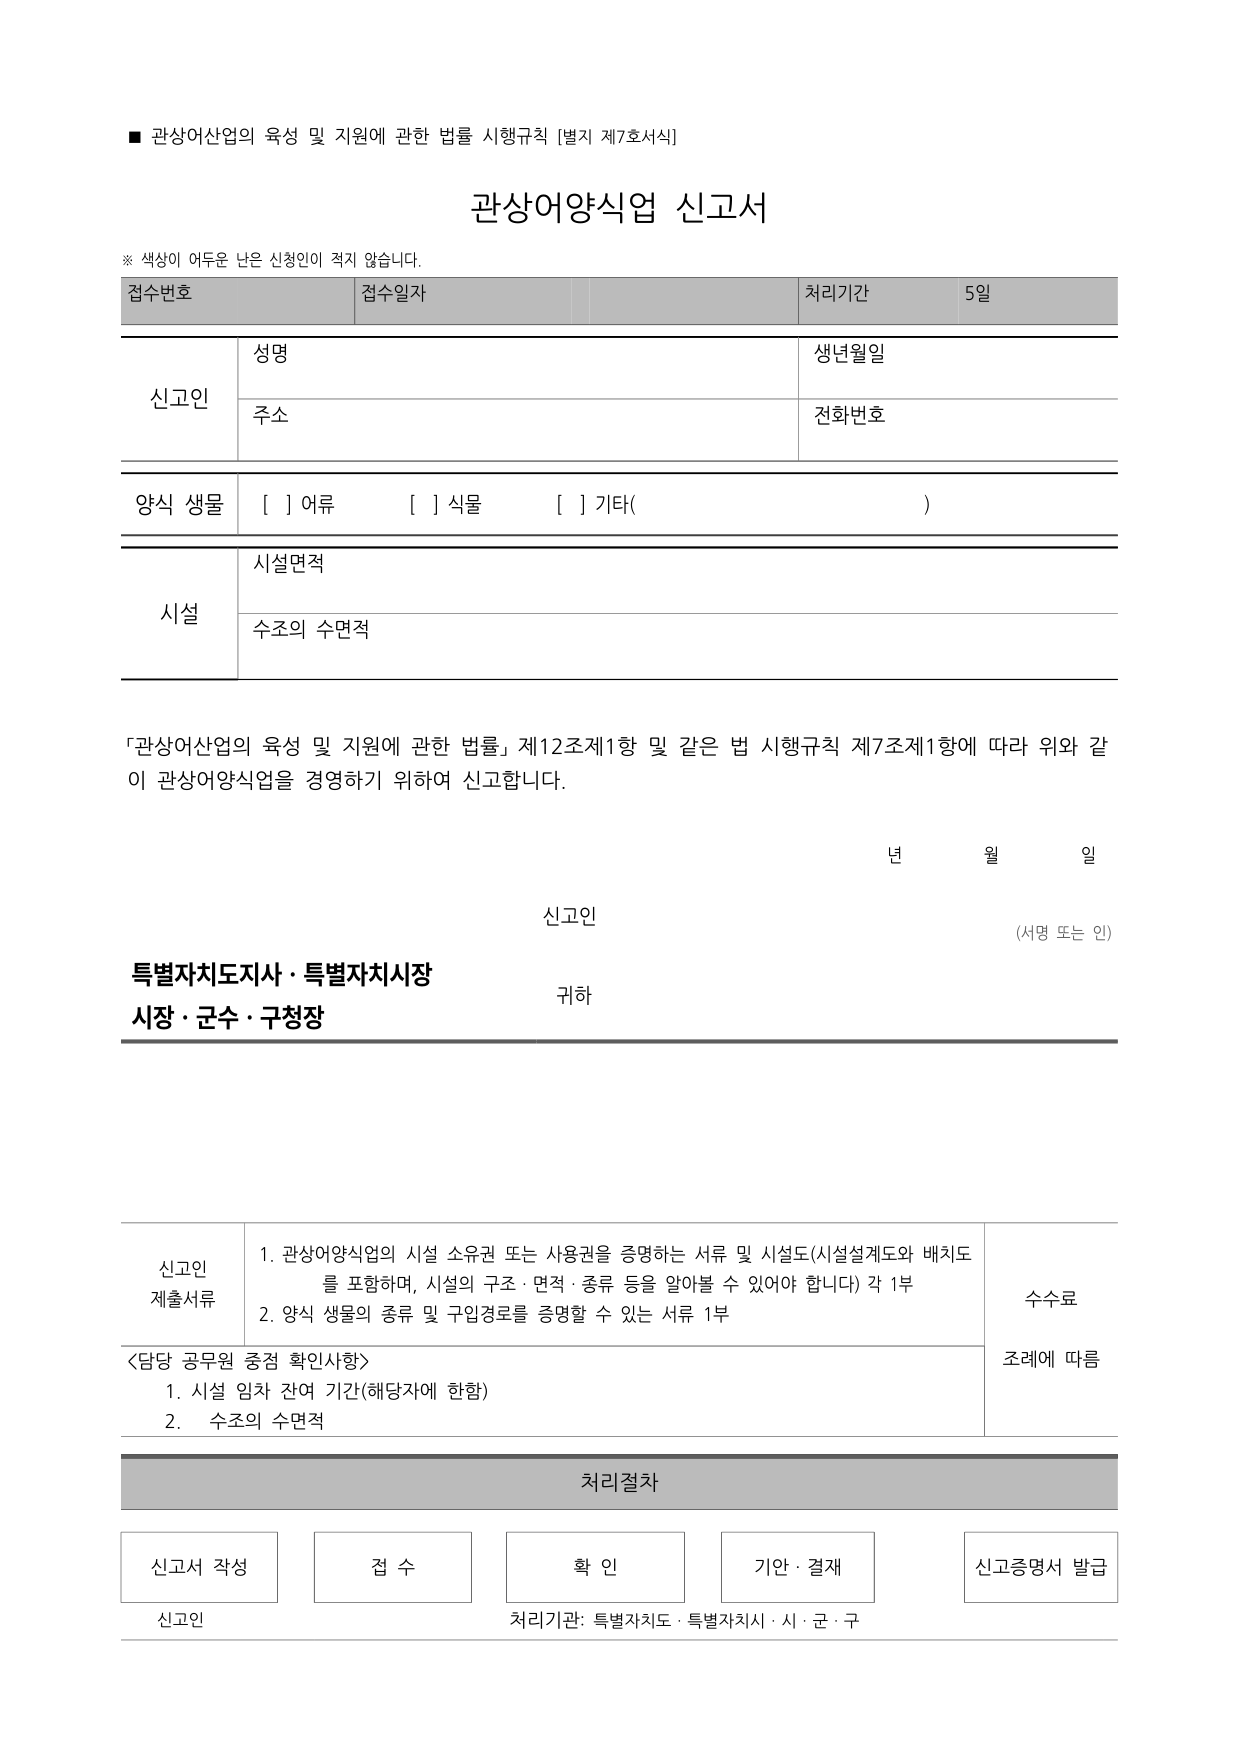 ■ 관상어산업의 육성 및 지원에 관한 법률 시행규칙 [별지 제7호서식]
관상어양식업 신고서
※ 색상이 어두운 난은 신청인이 적지 않습니다.
접수번호 접수일자 처리기간 5일
신고인
성명 생년월일
주소 전화번호
양식 생물 [ ] 어류 [ ] 식물 [ ] 기타( )
시설
시설면적
수조의 수면적
「관상어산업의 육성 및 지원에 관한 법률」 제12조제1항 및 같은 법 시행규칙 제7조제1항에 따라 위와 같
이 관상어양식업을 경영하기 위하여 신고합니다.
년 월 일
신고인
(서명 또는 인)
특별자치도지사 · 특별자치시장
시장 · 군수 · 구청장
귀하
신고인
제출서류
1. 관상어양식업의 시설 소유권 또는 사용권을 증명하는 서류 및 시설도(시설설계도와 배치도
를 포함하며, 시설의 구조 · 면적 · 종류 등을 알아볼 수 있어야 합니다) 각 1부
2. 양식 생물의 종류 및 구입경로를 증명할 수 있는 서류 1부
수수료
조례에 따름
<담당 공무원 중점 확인사항>
1. 시설 임차 잔여 기간(해당자에 한함)
2. 수조의 수면적
처리절차
신고서 작성 접 수 확 인 기안 · 결재 신고증명서 발급
신고인 처리기관: 특별자치도 · 특별자치시 · 시 · 군 · 구